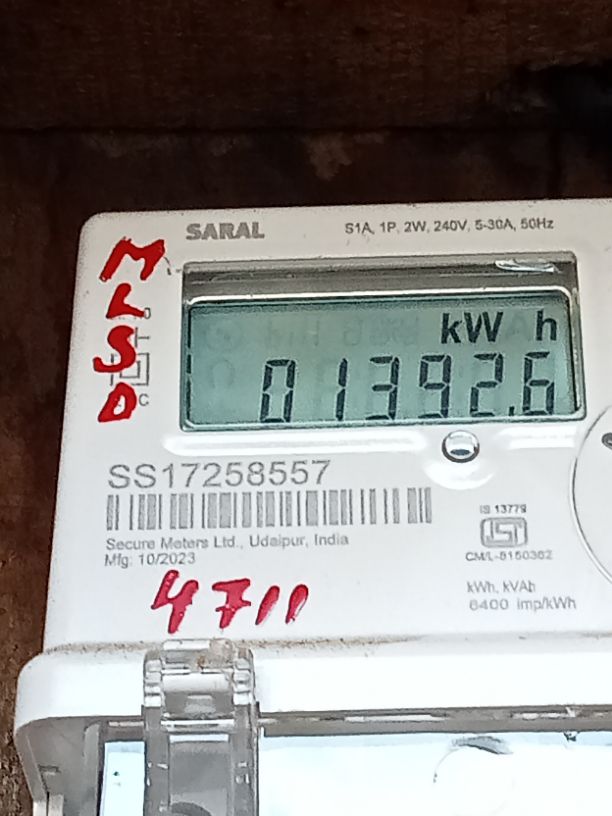 SARAL
S1A, 1P, 2W, 240V, 5-30A, 50Hz
MLSD
kW h
01392.6
SS17258557
Secure Meters Ltd., Udaipur, India
Mfg: 10/2023
IS 13779
ISI
CM/L-8150362
kWh, kVAh
6400 imp/kWh
4711